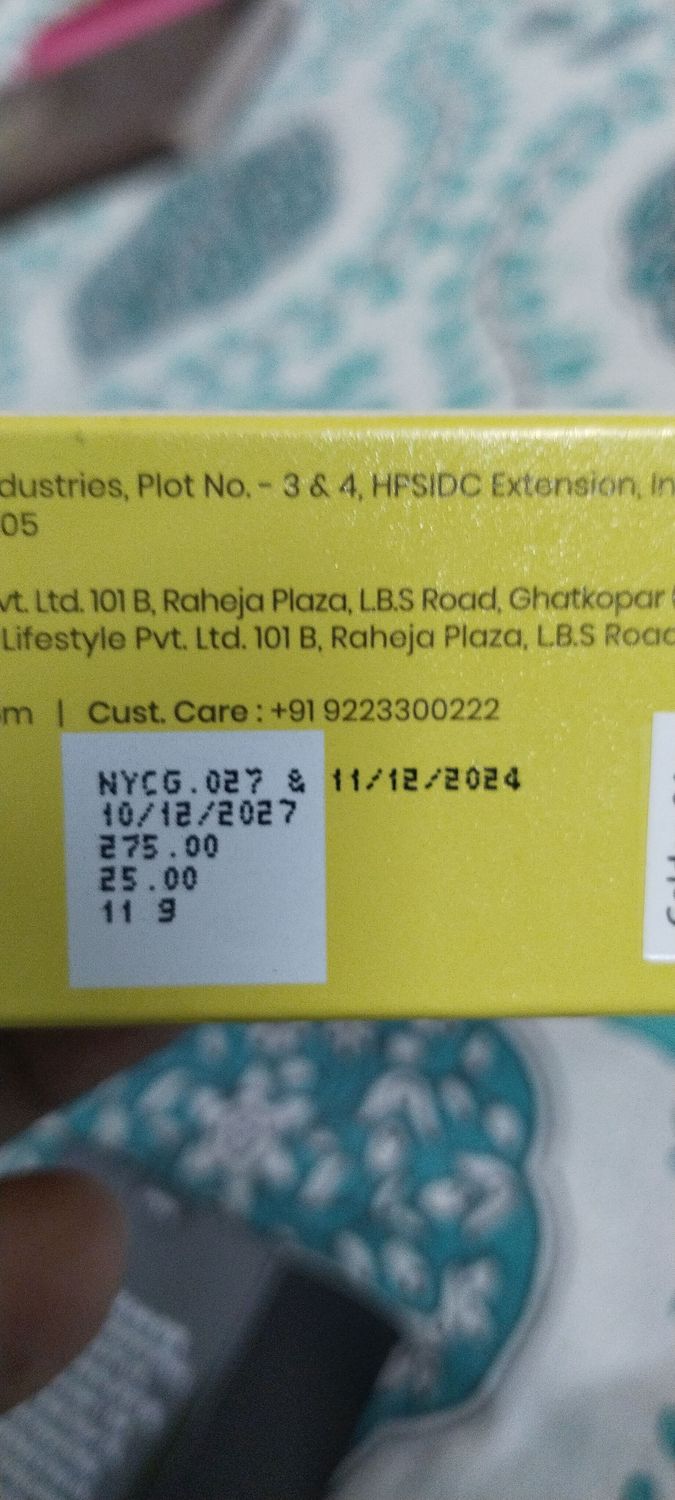 dustries, Plot No. - 3 & 4, HPSIDC Extension, In
05
vt. Ltd. 101 B, Raheja Plaza, L.B.S Road, Ghatkopar (
Lifestyle Pvt. Ltd. 101 B, Raheja Plaza, L.B.S Road
om | Cust. Care : +91 9223300222
NYCG.027 & 11/12/2024
10/12/2027
275.00
25.00
11 g